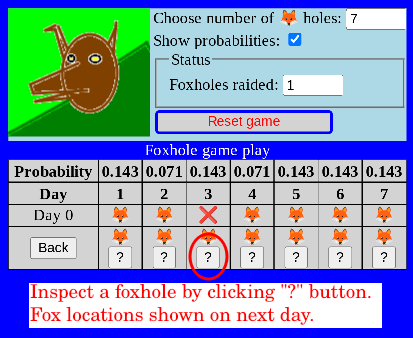 Choose number of 🦊 holes: 7
Show probabilities:
Status
Foxholes raided: 1
Reset game
Foxhole game play
Probability 0.143 0.071 0.143 0.071 0.143 0.143 0.143
Day 1 2 3 4 5 6 7
Day 0 🦊 🦊 ❌ 🦊 🦊 🦊 🦊
🦊 🦊 🦊 🦊 🦊 🦊 🦊
Back ? ? ? ? ? ? ?
Inspect a foxhole by clicking "?" button.
Fox locations shown on next day.